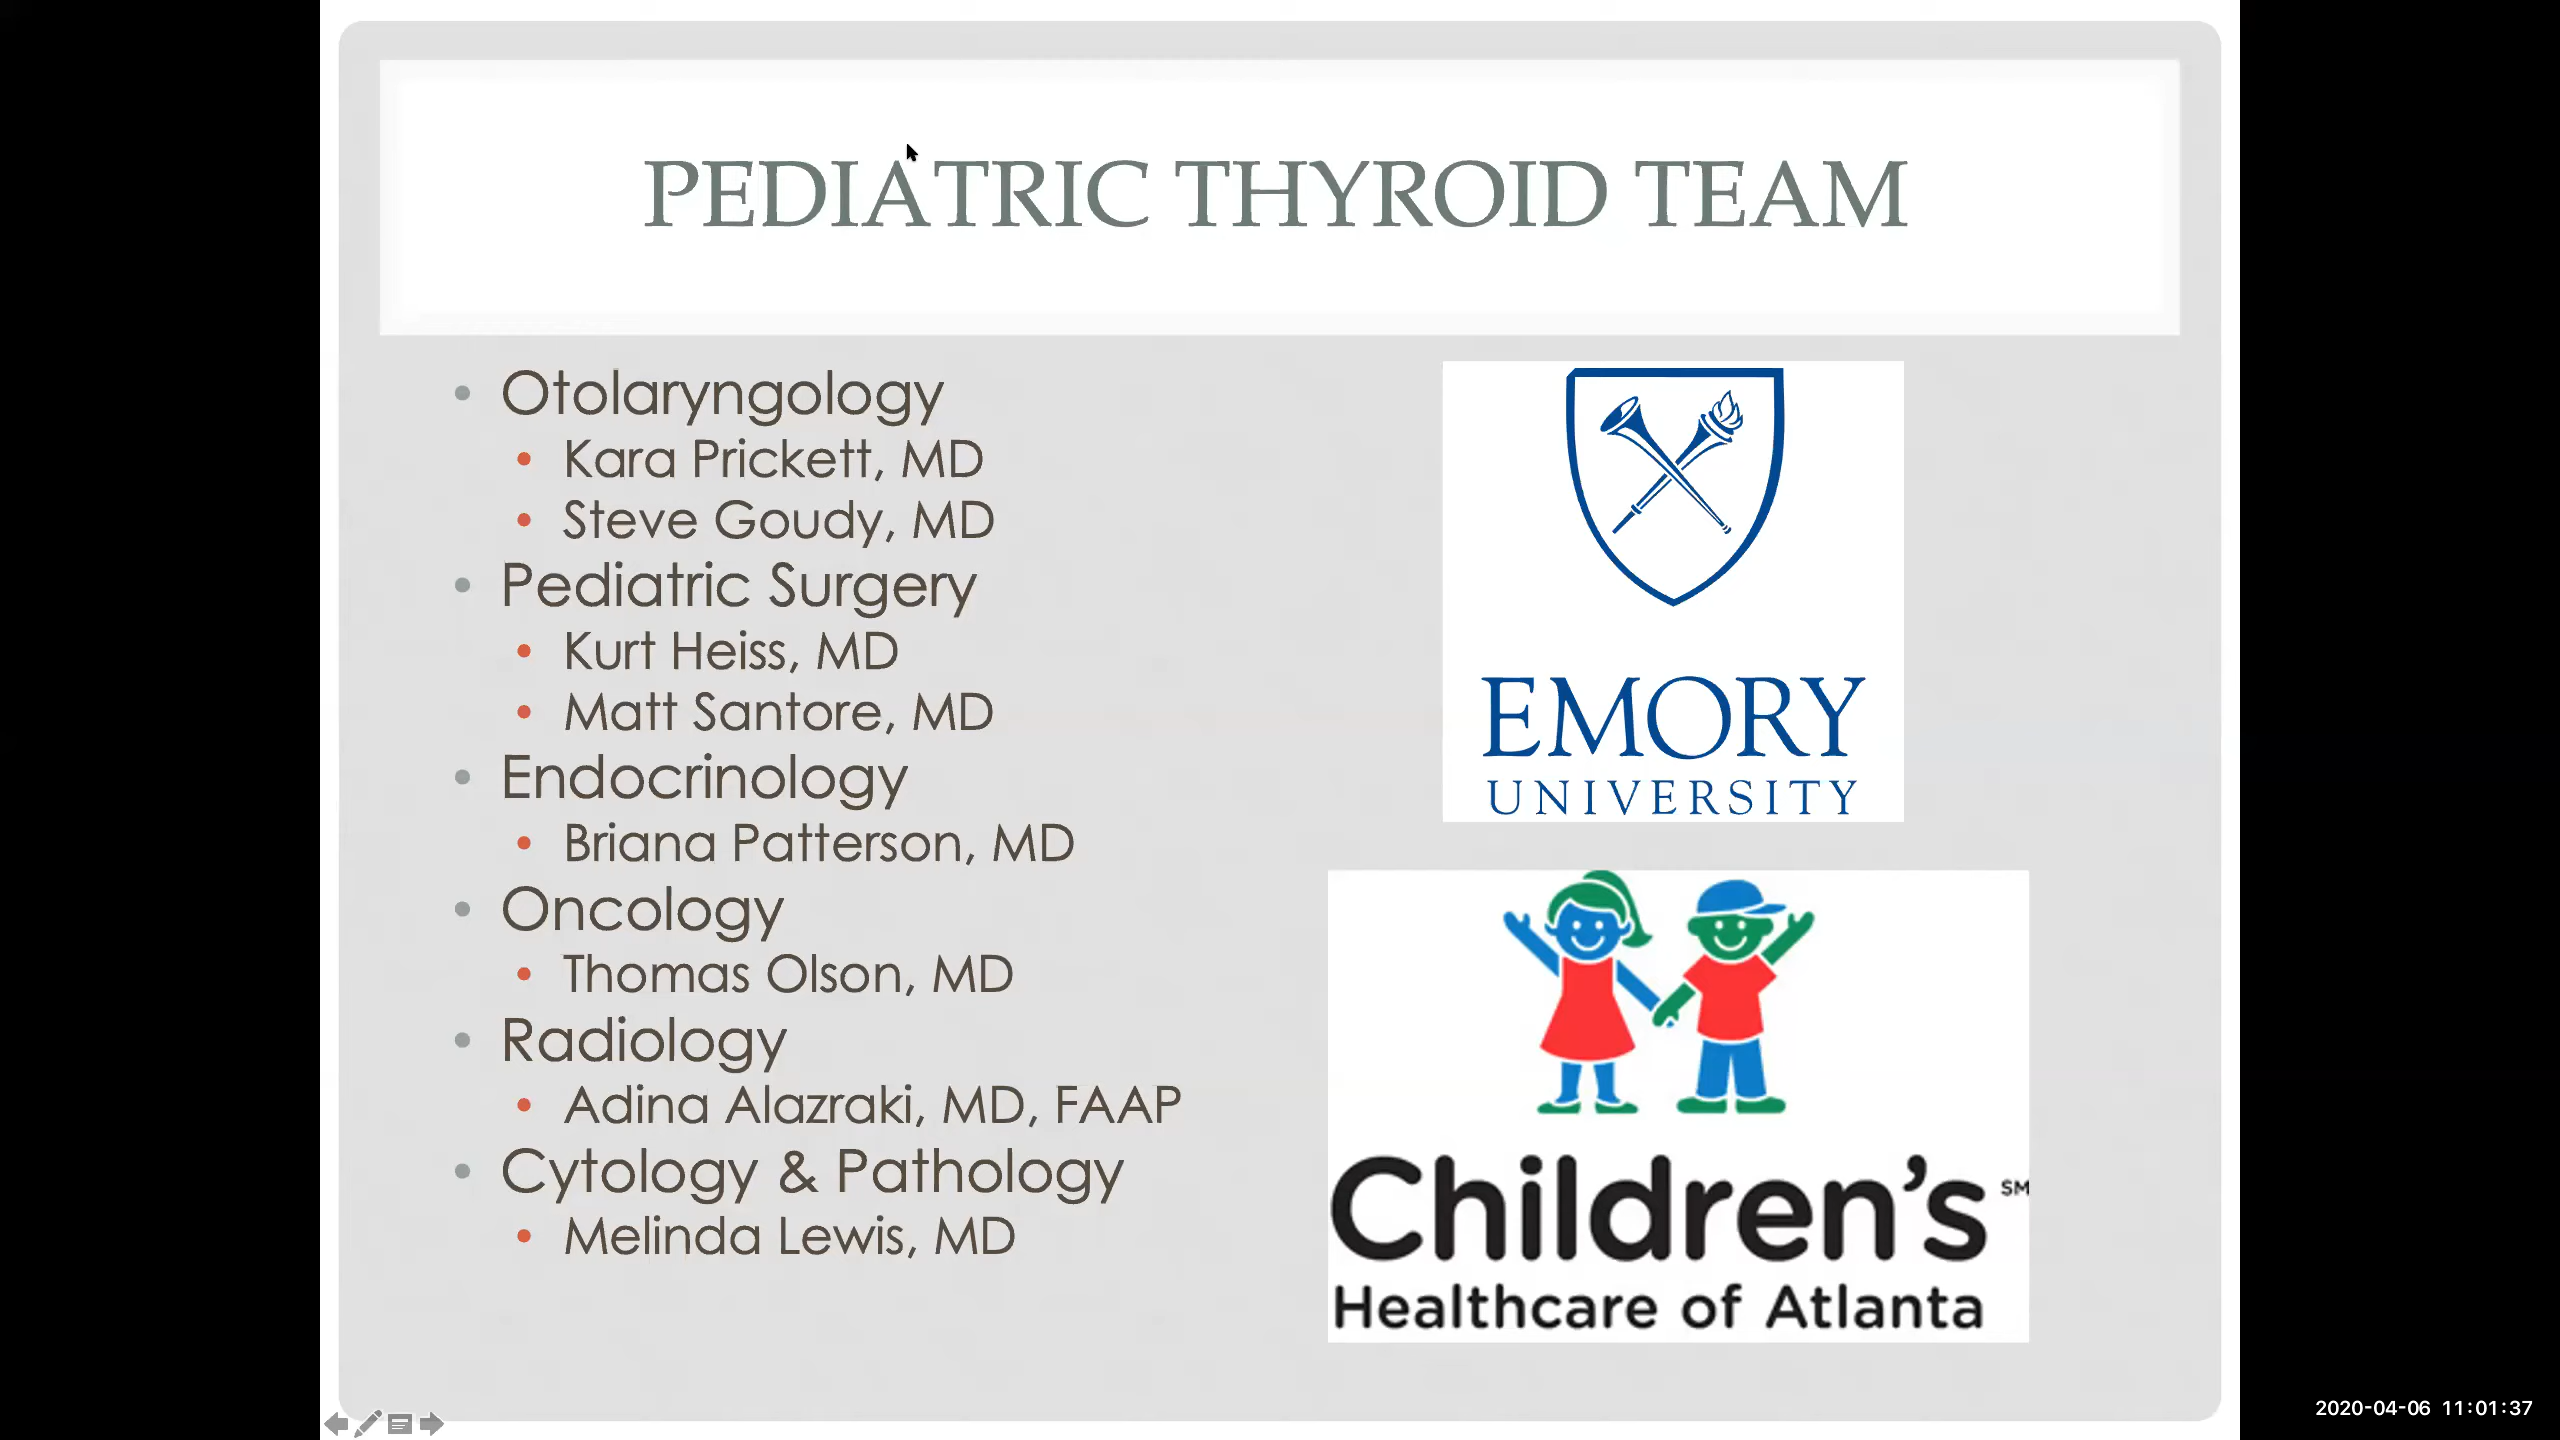 PEDIATRIC THYROID TEAM
• Otolaryngology
• Kara Prickett, MD
• Steve Goudy, MD
• Pediatric Surgery
• Kurt Heiss, MD
• Matt Santore, MD
• Endocrinology
• Briana Patterson, MD
• Oncology
• Thomas Olson, MD
• Radiology
• Adina Alazraki, MD, FAAP
• Cytology & Pathology
• Melinda Lewis, MD
EMORY
UNIVERSITY
Children’s SM
Healthcare of Atlanta
2020-04-06 11:01:37